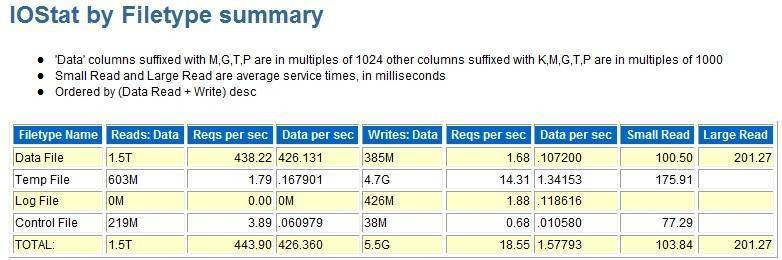 IOStat by Filetype summary
'Data' columns suffixed with M,G,T,P are in multiples of 1024 other columns suffixed with K,M,G,T,P are in multiples of 1000
Small Read and Large Read are average service times, in milliseconds
Ordered by (Data Read + Write) desc
Filetype Name Reads: Data Reqs per sec Data per sec Writes: Data Reqs per sec Data per sec Small Read Large Read
Data File 1.5T 438.22 426.131 385M 1.68 .107200 100.50 201.27
Temp File 603M 1.79 .167901 4.7G 14.31 1.34153 175.91
Log File 0M 0.00 0M 426M 1.88 .118616
Control File 219M 3.89 .060979 38M 0.68 .010580 77.29
TOTAL: 1.5T 443.90 426.360 5.5G 18.55 1.57793 103.84 201.27